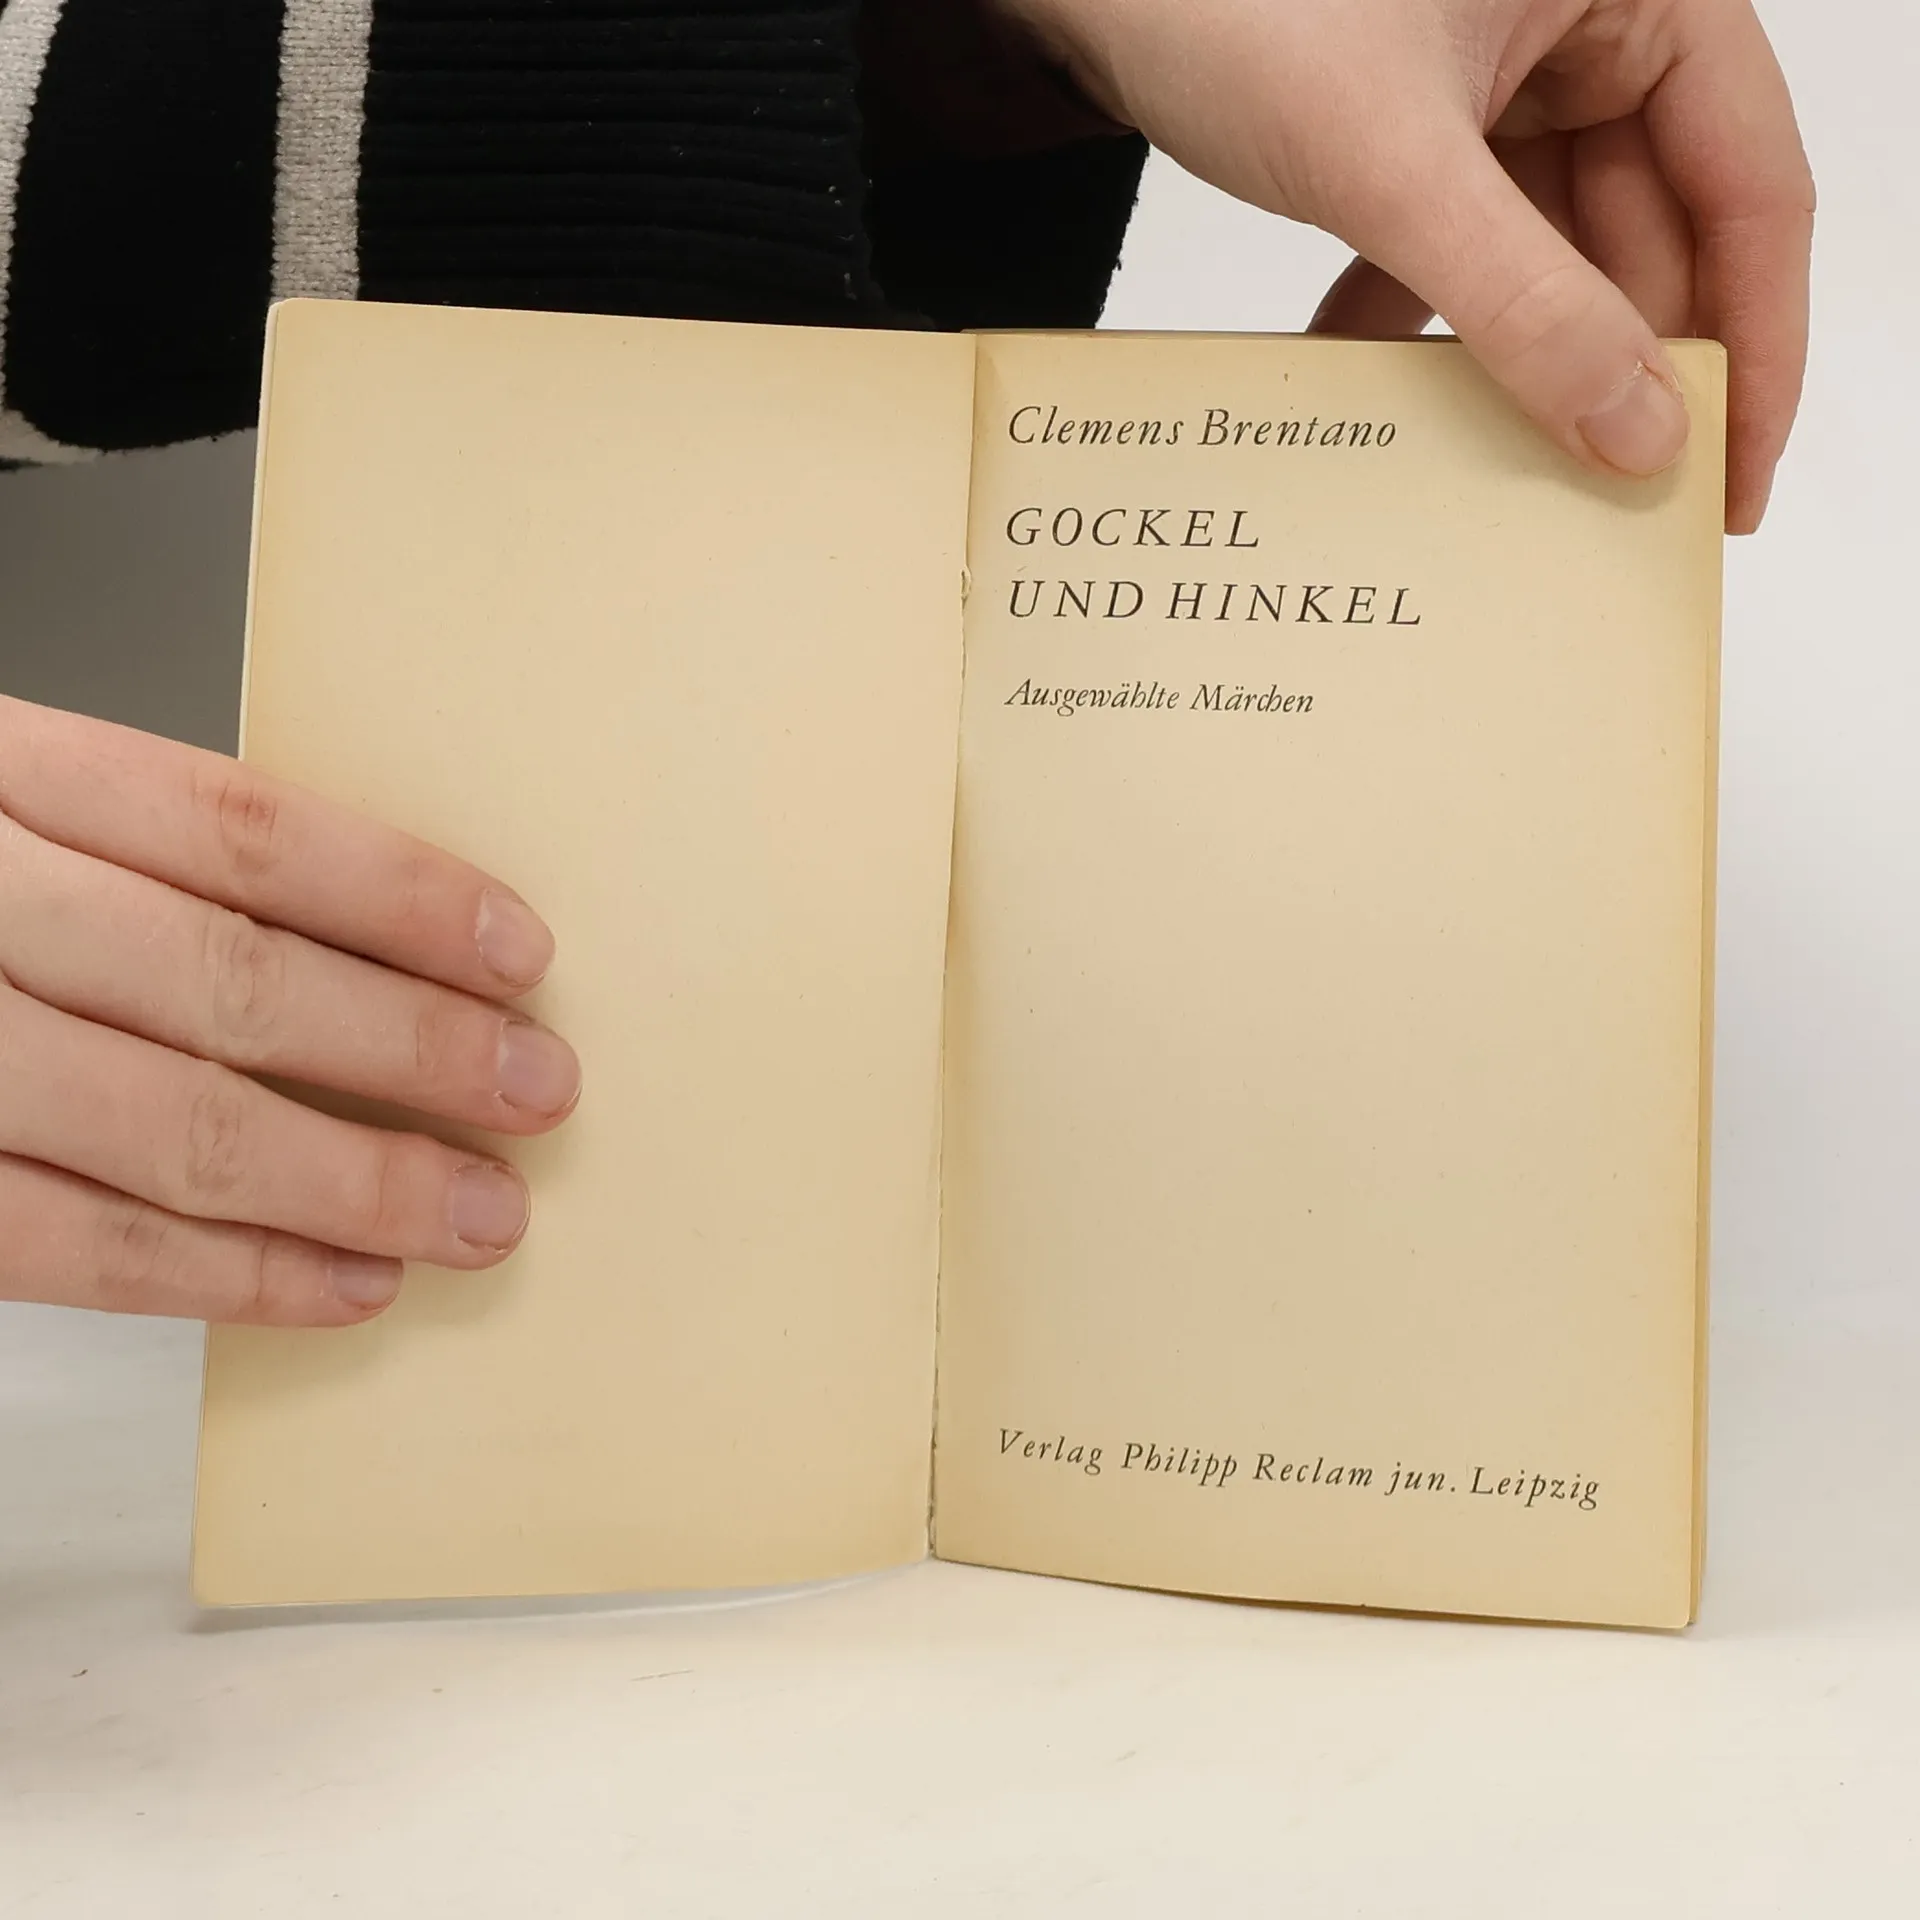 Clemens Brentano
GOCKEL
UND HINKEL
Ausgewählte Märchen
Verlag Philipp Reclam jun. Leipzig